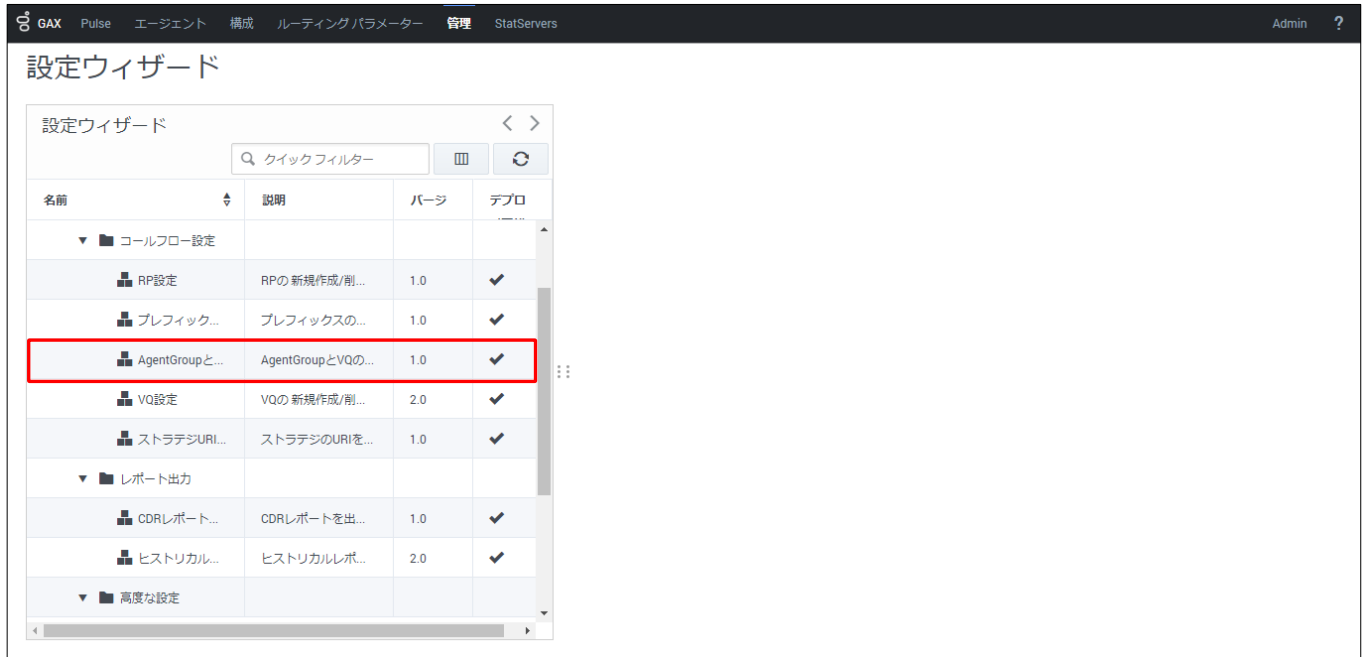 GAX Pulse エージェント 構成 ルーティング パラメーター 管理 StatServers Admin ?
設定ウィザード
設定ウィザード
クイック フィルター
名前 説明 バージ デプロ
コールフロー設定
RP設定 RPの 新規作成/削... 1.0
プレフィック... プレフィックスの... 1.0
AgentGroupと... AgentGroupとVQの... 1.0
VQ設定 VQの 新規作成/削... 2.0
ストラテジURI... ストラテジのURIを... 1.0
レポート出力
CDRレポート... CDRレポートを出... 1.0
ヒストリカル... ヒストリカルレポ... 2.0
高度な設定